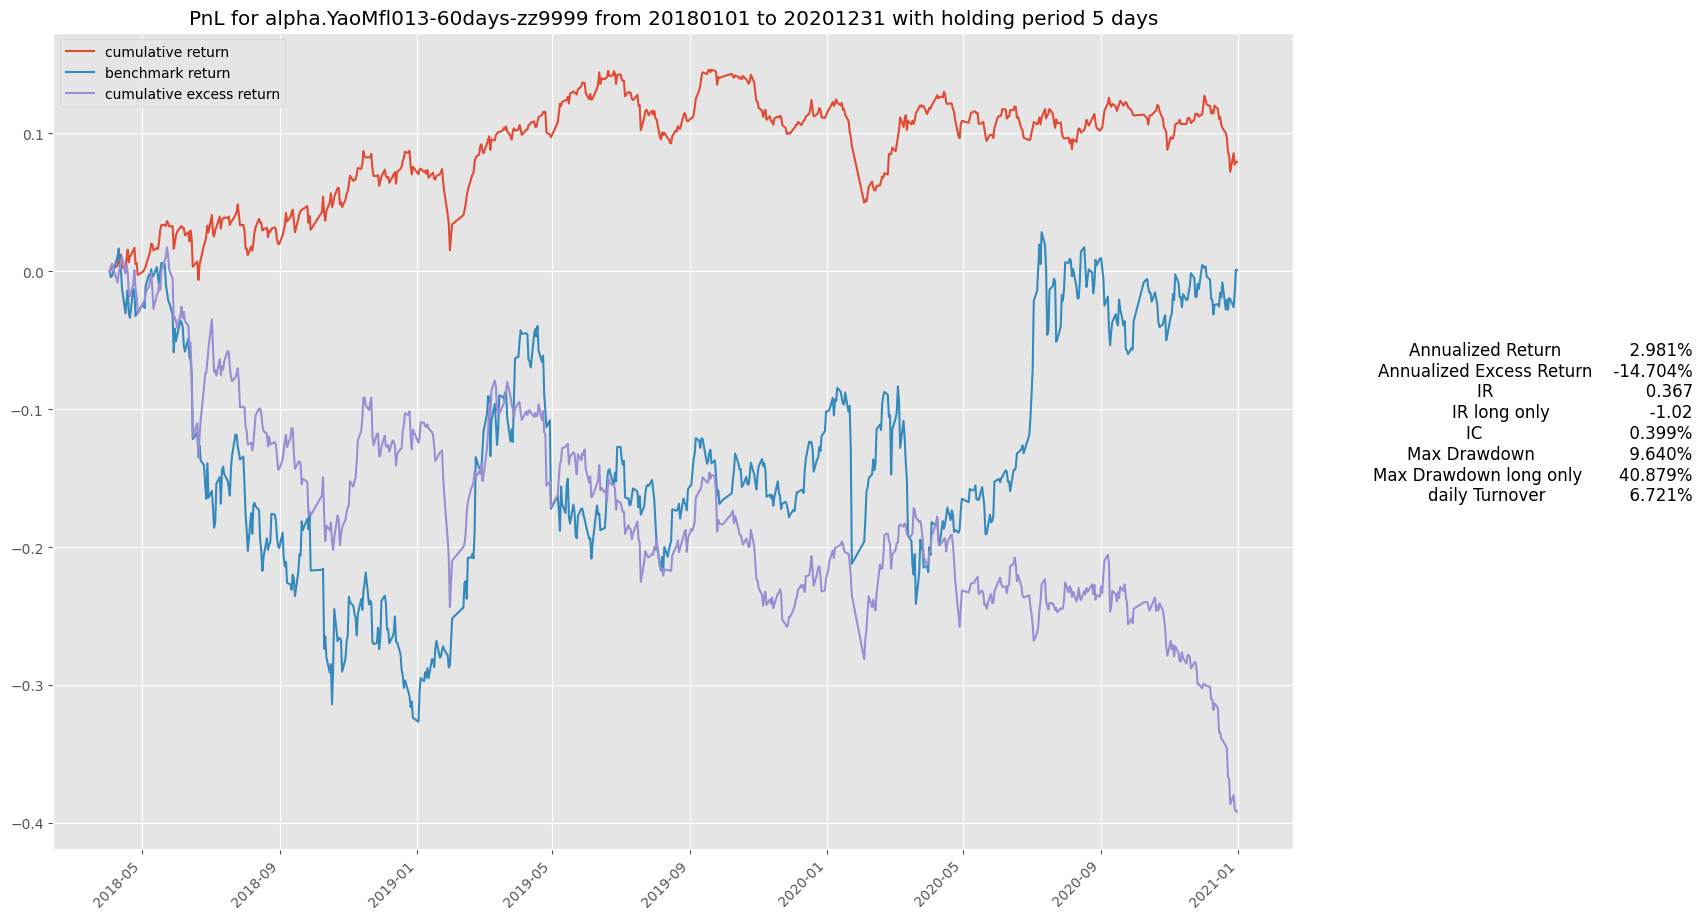 PnL for alpha.YaoMfl013-60days-zz9999 from 20180101 to 20201231 with holding period 5 days
cumulative return
benchmark return
cumulative excess return
0.1
0.0
−0.1
−0.2
−0.3
−0.4
2018-05
2018-09
2019-01
2019-05
2019-09
2020-01
2020-05
2020-09
2021-01
Annualized Return 2.981%
Annualized Excess Return -14.704%
IR 0.367
IR long only -1.02
IC 0.399%
Max Drawdown 9.640%
Max Drawdown long only 40.879%
daily Turnover 6.721%